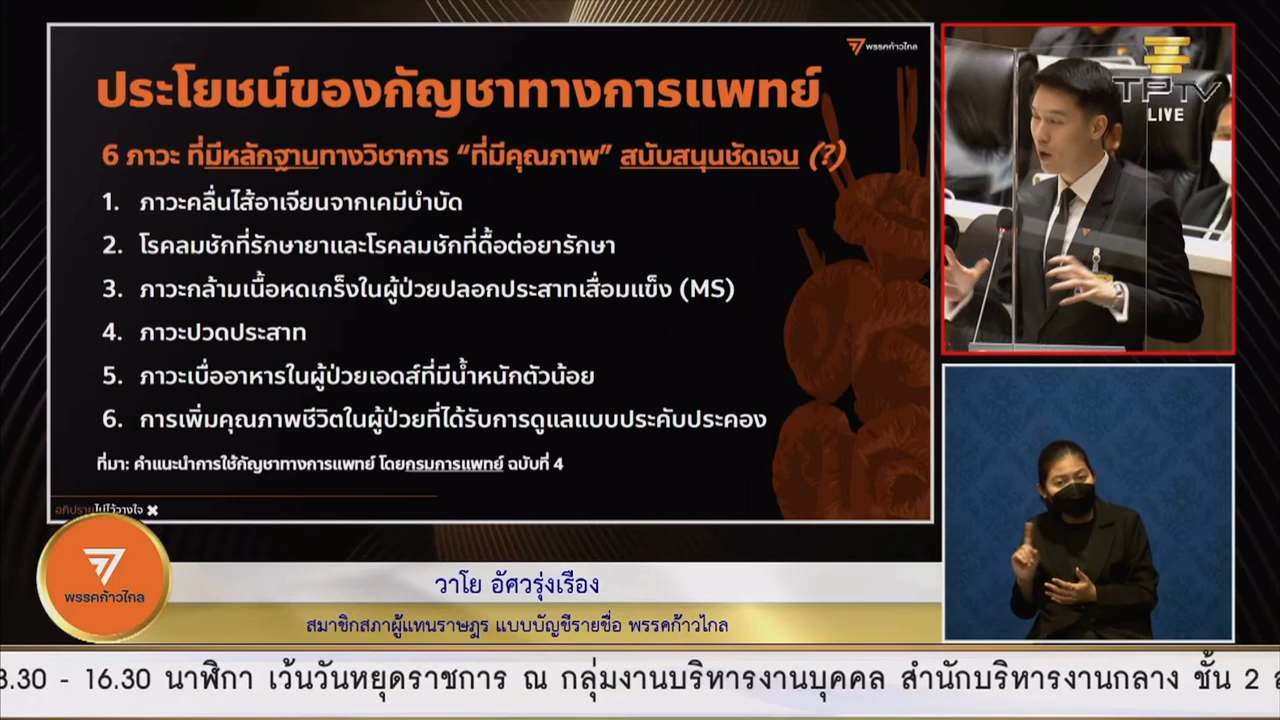 พรรคก้าวไกล
ประโยชน์ของกัญชาทางการแพทย์
6 ภาวะ ที่มีหลักฐานทางวิชาการ “ที่มีคุณภาพ” สนับสนุนชัดเจน (?)
1. ภาวะคลื่นไส้อาเจียนจากเคมีบำบัด
2. โรคลมชักที่รักษายาและโรคลมชักที่ดื้อต่อยารักษา
3. ภาวะกล้ามเนื้อหดเกร็งในผู้ป่วยปลอกประสาทเสื่อมแข็ง (MS)
4. ภาวะปวดประสาท
5. ภาวะเบื่ออาหารในผู้ป่วยเอดส์ที่มีน้ำหนักตัวน้อย
6. การเพิ่มคุณภาพชีวิตในผู้ป่วยที่ได้รับการดูแลแบบประคับประคอง
ที่มา: คำแนะนำการใช้กัญชาทางการแพทย์ โดยกรมการแพทย์ ฉบับที่ 4
อภิปรายไม่ไว้วางใจ
TPTV
LIVE
พรรคก้าวไกล
วาโย อัศวรุ่งเรือง
สมาชิกสภาผู้แทนราษฎร แบบบัญชีรายชื่อ พรรคก้าวไกล
8.30 - 16.30 นาฬิกา เว้นวันหยุดราชการ ณ กลุ่มงานบริหารงานบุคคล สำนักบริหารงานกลาง ชั้น 2